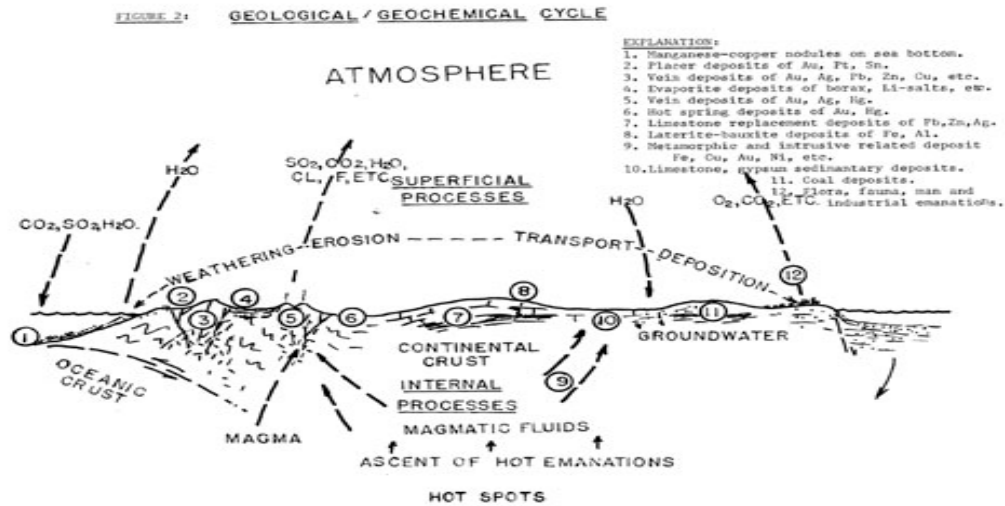 FIGURE 2: GEOLOGICAL/GEOCHEMICAL CYCLE
EXPLANATION:
1. Manganese-copper nodules on sea bottom.
2. Placer deposits of Au, Pt, Sn.
3. Vein deposits of Au, Ag, Pb, Zn, Cu, etc.
4. Evaporite deposits of borax, Li-salts, etc.
5. Vein deposits of Au, Ag, Hg.
6. Hot spring deposits of Au, Hg.
7. Limestone replacement deposits of Pb,Zn,Ag.
8. Laterite-bauxite deposits of Fe, Al.
9. Metamorphic and intrusive related deposit
Fe, Cu, Au, Ni, etc.
10.Limestone, gypsum sedimantary deposits.
11. Coal deposits.
12. Flora, fauna, man and
industrial emanations.
ATMOSPHERE
H2O
SO2,CO2,H2O,
CL, F,ETC.
SUPERFICIAL
PROCESSES
H2O
O2,CO2,ETC.
CO2,SO2,H2O.
WEATHERING-EROSION
TRANSPORT
DEPOSITION
12
2
4
8
1
3
5
6
7
10
11
OCEANIC
CRUST
CONTINENTAL
CRUST
GROUNDWATER
9
INTERNAL
PROCESSES
MAGMA
MAGMATIC FLUIDS
ASCENT OF HOT EMANATIONS
HOT SPOTS